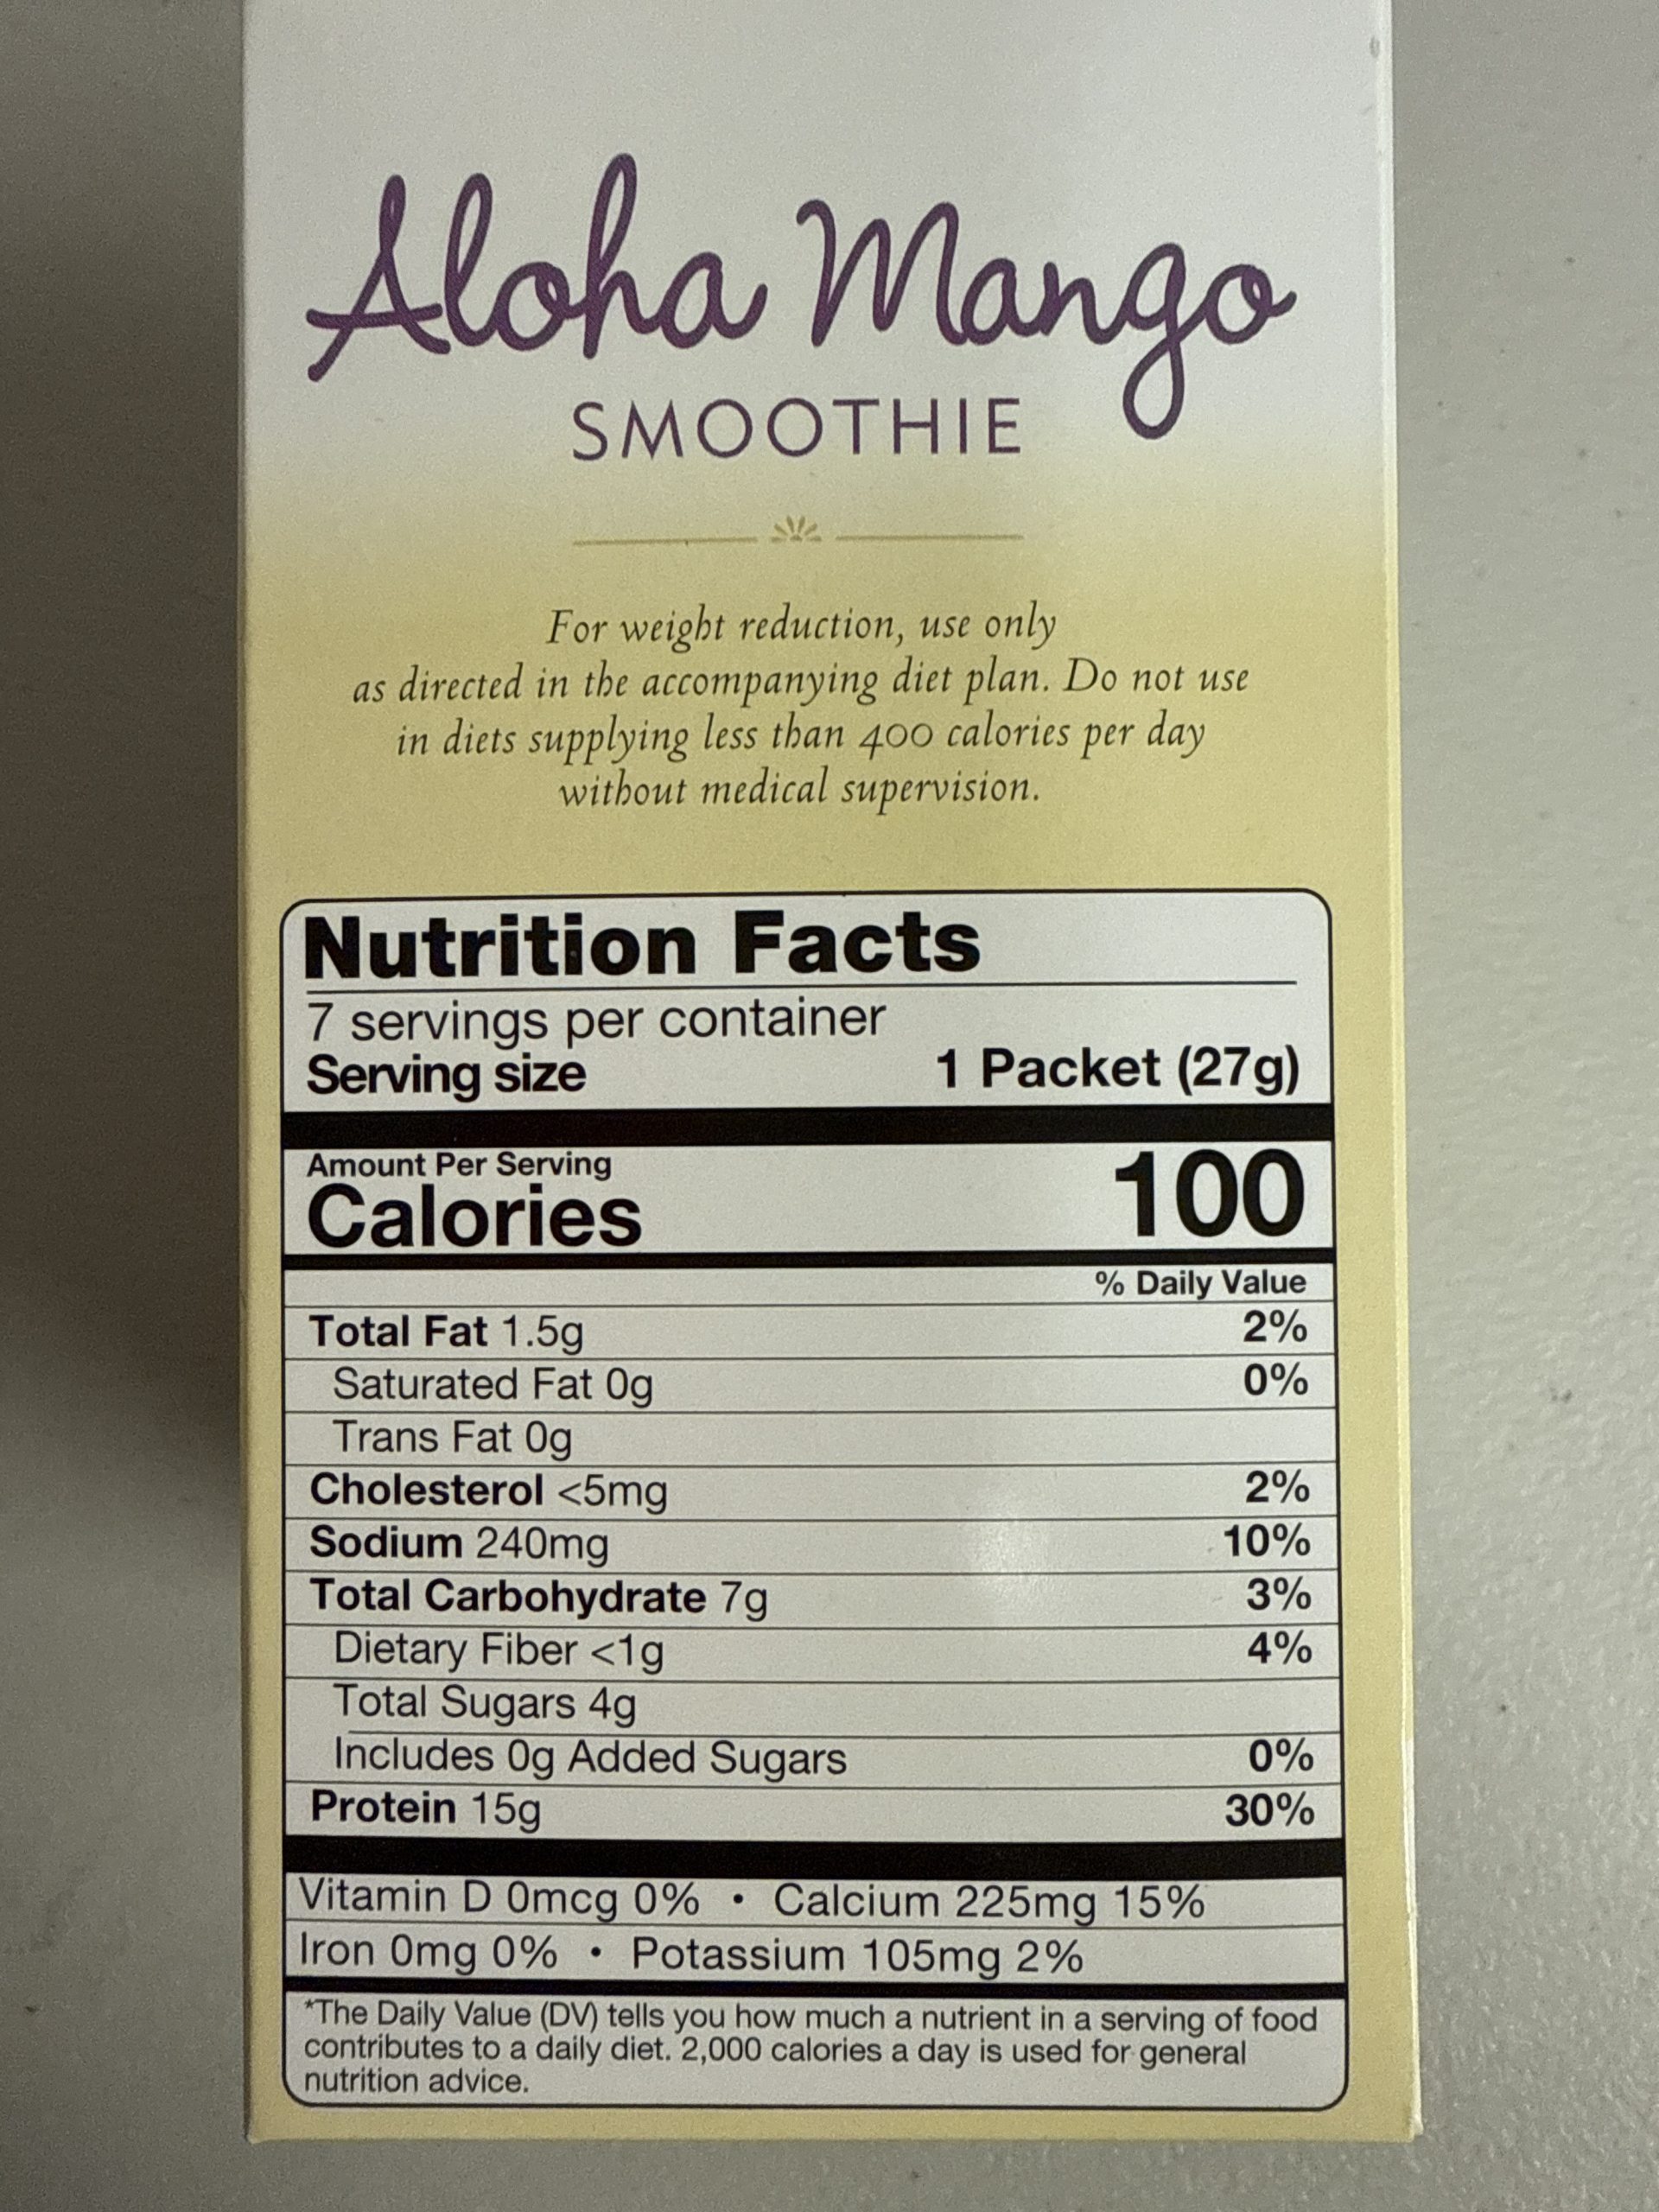 Aloha Mango
SMOOTHIE
For weight reduction, use only
as directed in the accompanying diet plan. Do not use
in diets supplying less than 400 calories per day
without medical supervision.
Nutrition Facts
7 servings per container
Serving size 1 Packet (27g)
Amount Per Serving
Calories 100
% Daily Value
Total Fat 1.5g 2%
Saturated Fat 0g 0%
Trans Fat 0g
Cholesterol <5mg 2%
Sodium 240mg 10%
Total Carbohydrate 7g 3%
Dietary Fiber <1g 4%
Total Sugars 4g
Includes 0g Added Sugars 0%
Protein 15g 30%
Vitamin D 0mcg 0% • Calcium 225mg 15%
Iron 0mg 0% • Potassium 105mg 2%
*The Daily Value (DV) tells you how much a nutrient in a serving of food
contributes to a daily diet. 2,000 calories a day is used for general
nutrition advice.